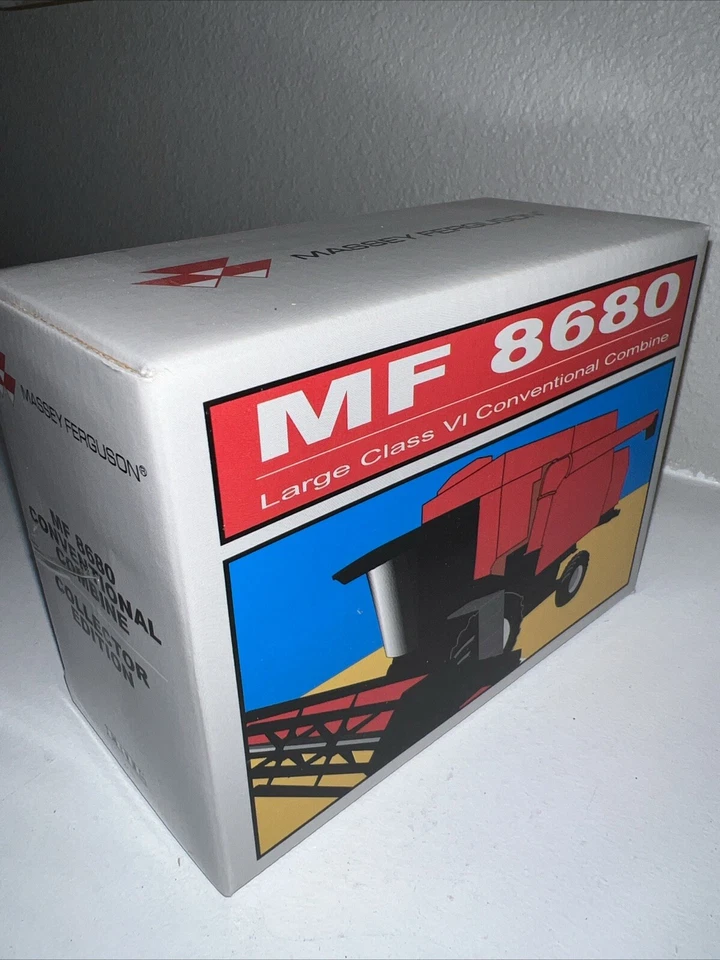 MASSEY FERGUSON
MF 8680
Large Class VI Conventional Combine
MASSEY FERGUSON®
MF 8680
CONVENTIONAL
COMBINE
COLLECTOR
EDITION